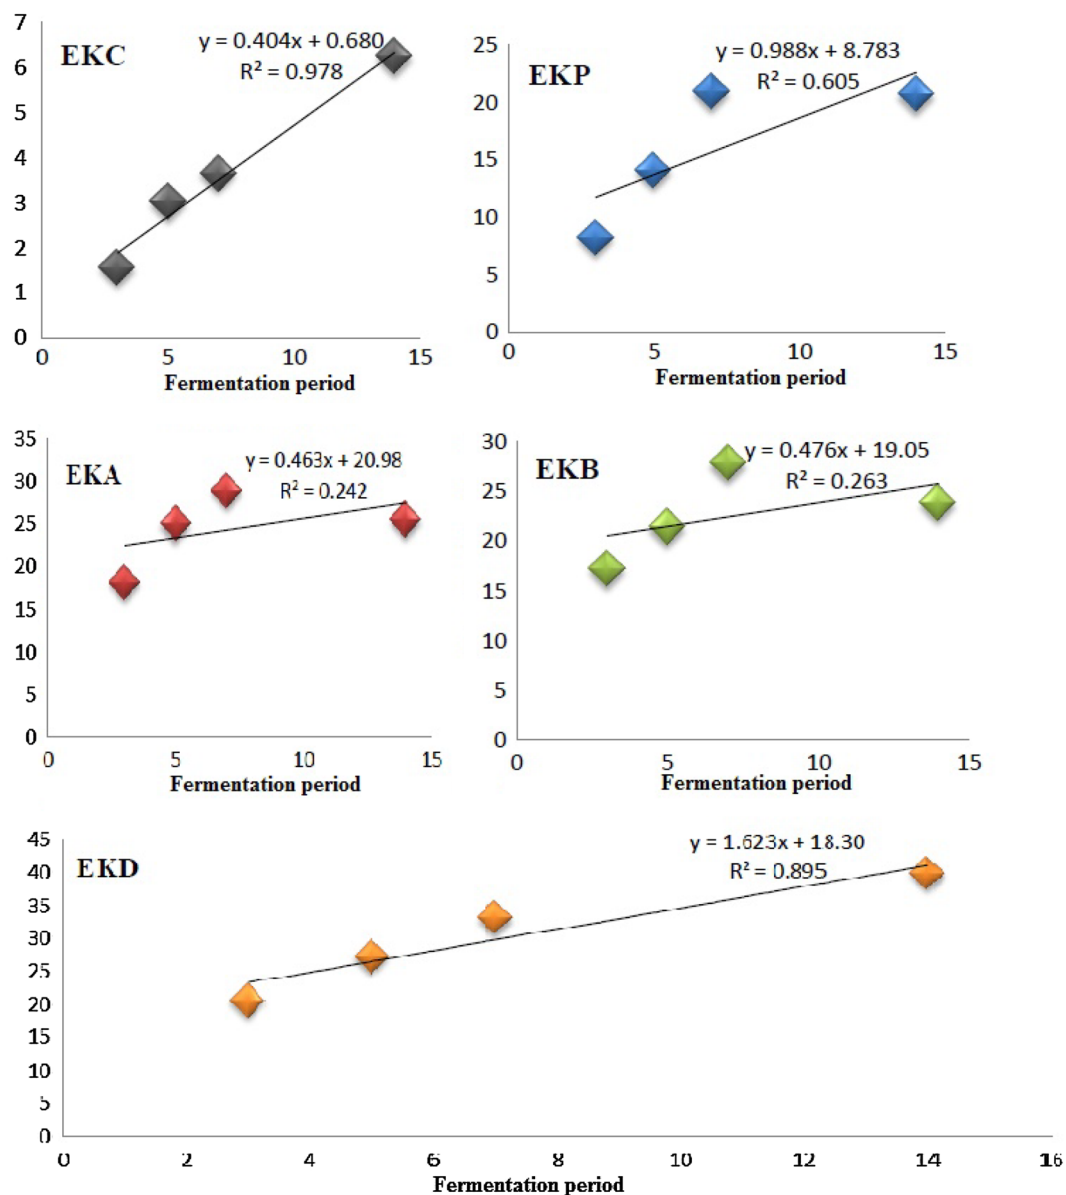 EKC
y = 0.404x + 0.680
R² = 0.978
7
6
5
4
3
2
1
0
0 5 10 15
Fermentation period
EKP
y = 0.988x + 8.783
R² = 0.605
25
20
15
10
5
0
0 5 10 15
Fermentation period
EKA
y = 0.463x + 20.98
R² = 0.242
35
30
25
20
15
10
5
0
0 5 10 15
Fermentation period
EKB
y = 0.476x + 19.05
R² = 0.263
30
25
20
15
10
5
0
0 5 10 15
Fermentation period
EKD
y = 1.623x + 18.30
R² = 0.895
45
40
35
30
25
20
15
10
5
0
0 2 4 6 8 10 12 14 16
Fermentation period